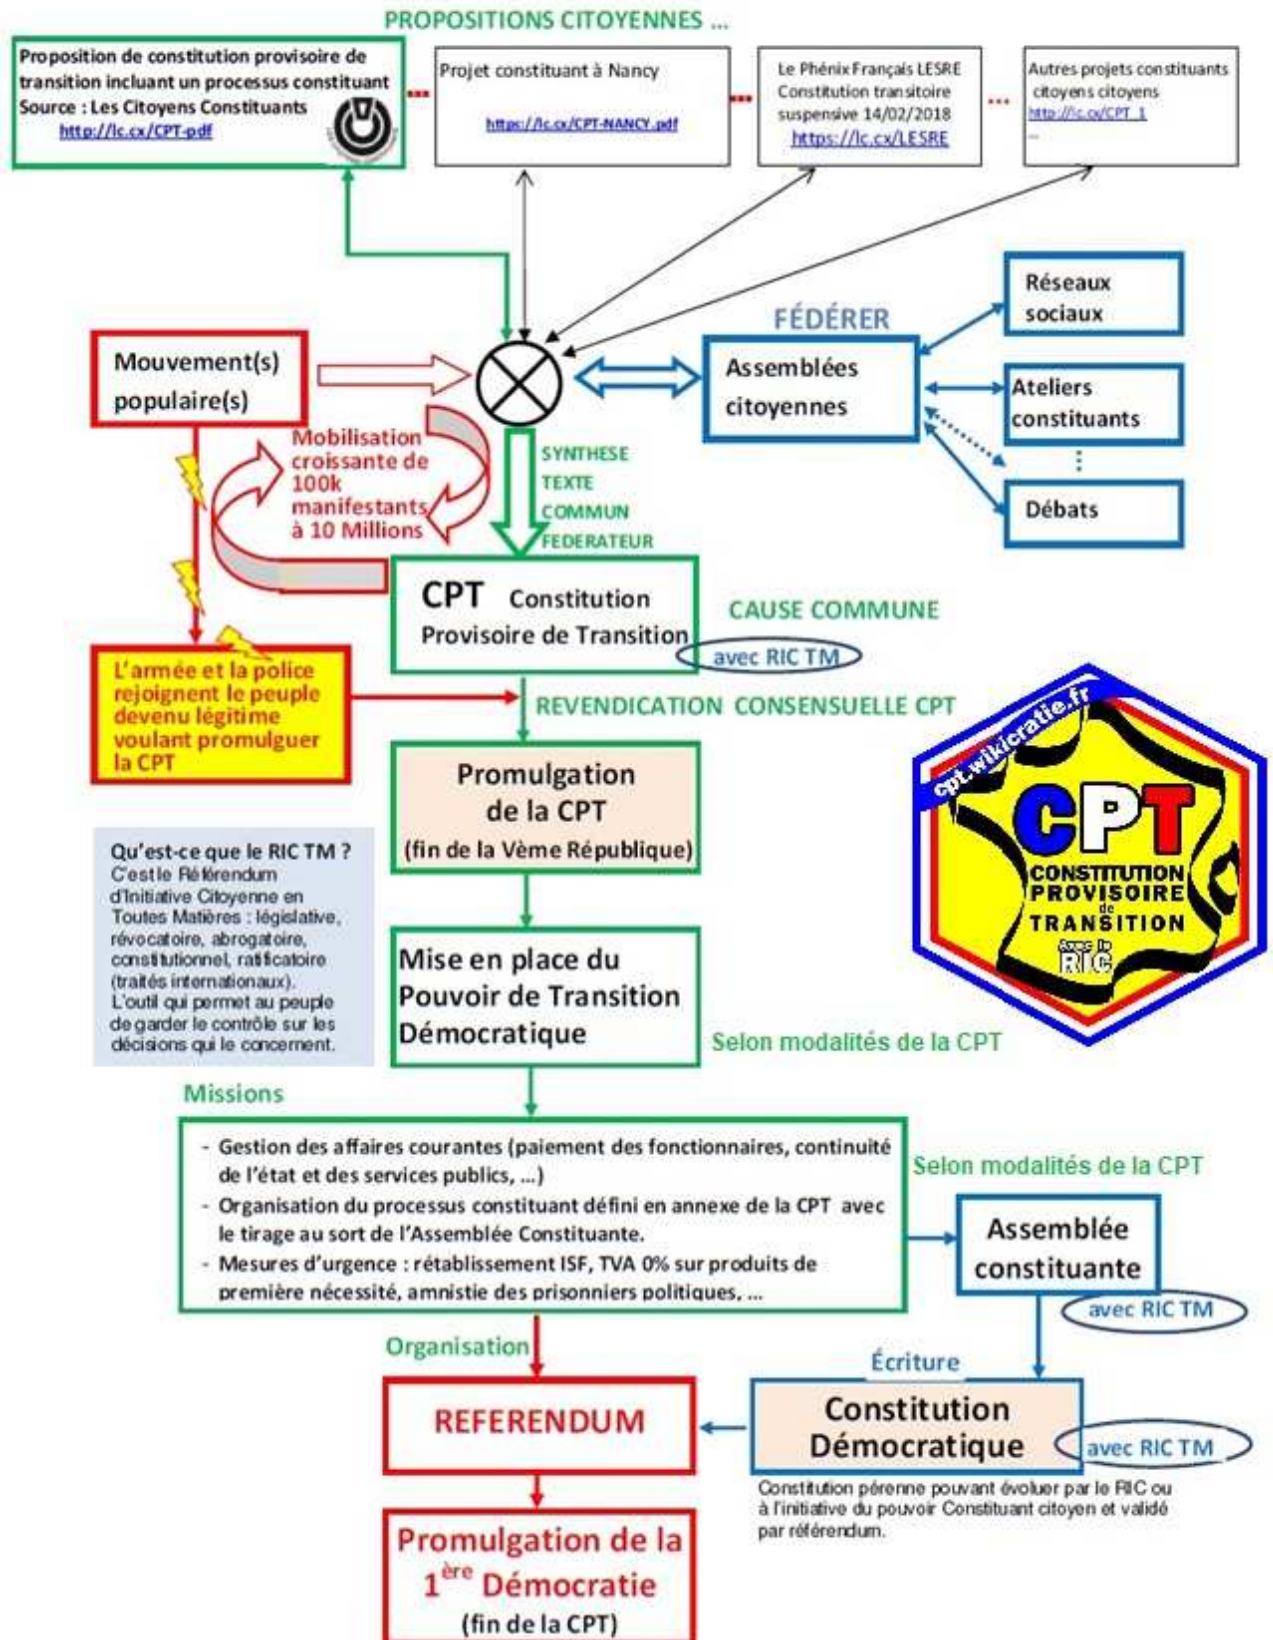 PROPOSITIONS CITOYENNES ...
Proposition de constitution provisoire de
transition incluant un processus constituant
Source : Les Citoyens Constituants
http://lc.cx/CPT-pdf
...
Projet constituant à Nancy
https://lc.cx/CPT-NANCY.pdf
...
Le Phénix Français LESRE
Constitution transitoire
suspensive 14/02/2018
https://lc.cx/LESRE
...
Autres projets constituants
citoyens citoyens
http://lc.cx/CPT_1
...
Mouvement(s)
populaire(s)
FÉDÉRER
Assemblées
citoyennes
Réseaux
sociaux
Ateliers
constituants
Débats
Mobilisation
croissante de
100k
manifestants
à 10 Millions
SYNTHESE
TEXTE
COMMUN
FEDERATEUR
CPT Constitution
Provisoire de Transition
avec RIC TM
CAUSE COMMUNE
L'armée et la police
rejoignent le peuple
devenu légitime
voulant promulguer
la CPT
REVENDICATION CONSENSUELLE CPT
Promulgation
de la CPT
(fin de la Vème République)
cpt.wikicratie.fr
CPT
CONSTITUTION
PROVISOIRE
de
TRANSITION
Avec le
RIC
Qu'est-ce que le RIC TM ?
C'est le Référendum
d'Initiative Citoyenne en
Toutes Matières : législative,
révocatoire, abrogatoire,
constitutionnel, ratificatoire
(traités internationaux).
L'outil qui permet au peuple
de garder le contrôle sur les
décisions qui le concernent.
Mise en place du
Pouvoir de Transition
Démocratique
Selon modalités de la CPT
Missions
- Gestion des affaires courantes (paiement des fonctionnaires, continuité
de l'état et des services publics, ...)
- Organisation du processus constituant défini en annexe de la CPT avec
le tirage au sort de l'Assemblée Constituante.
- Mesures d'urgence : rétablissement ISF, TVA 0% sur produits de
première nécessité, amnistie des prisonniers politiques, ...
Selon modalités de la CPT
Assemblée
constituante
avec RIC TM
Organisation
Écriture
REFERENDUM
Constitution
Démocratique
avec RIC TM
Constitution pérenne pouvant évoluer par le RIC ou
à l'initiative du pouvoir Constituant citoyen et validé
par référendum.
Promulgation de la
1ère Démocratie
(fin de la CPT)